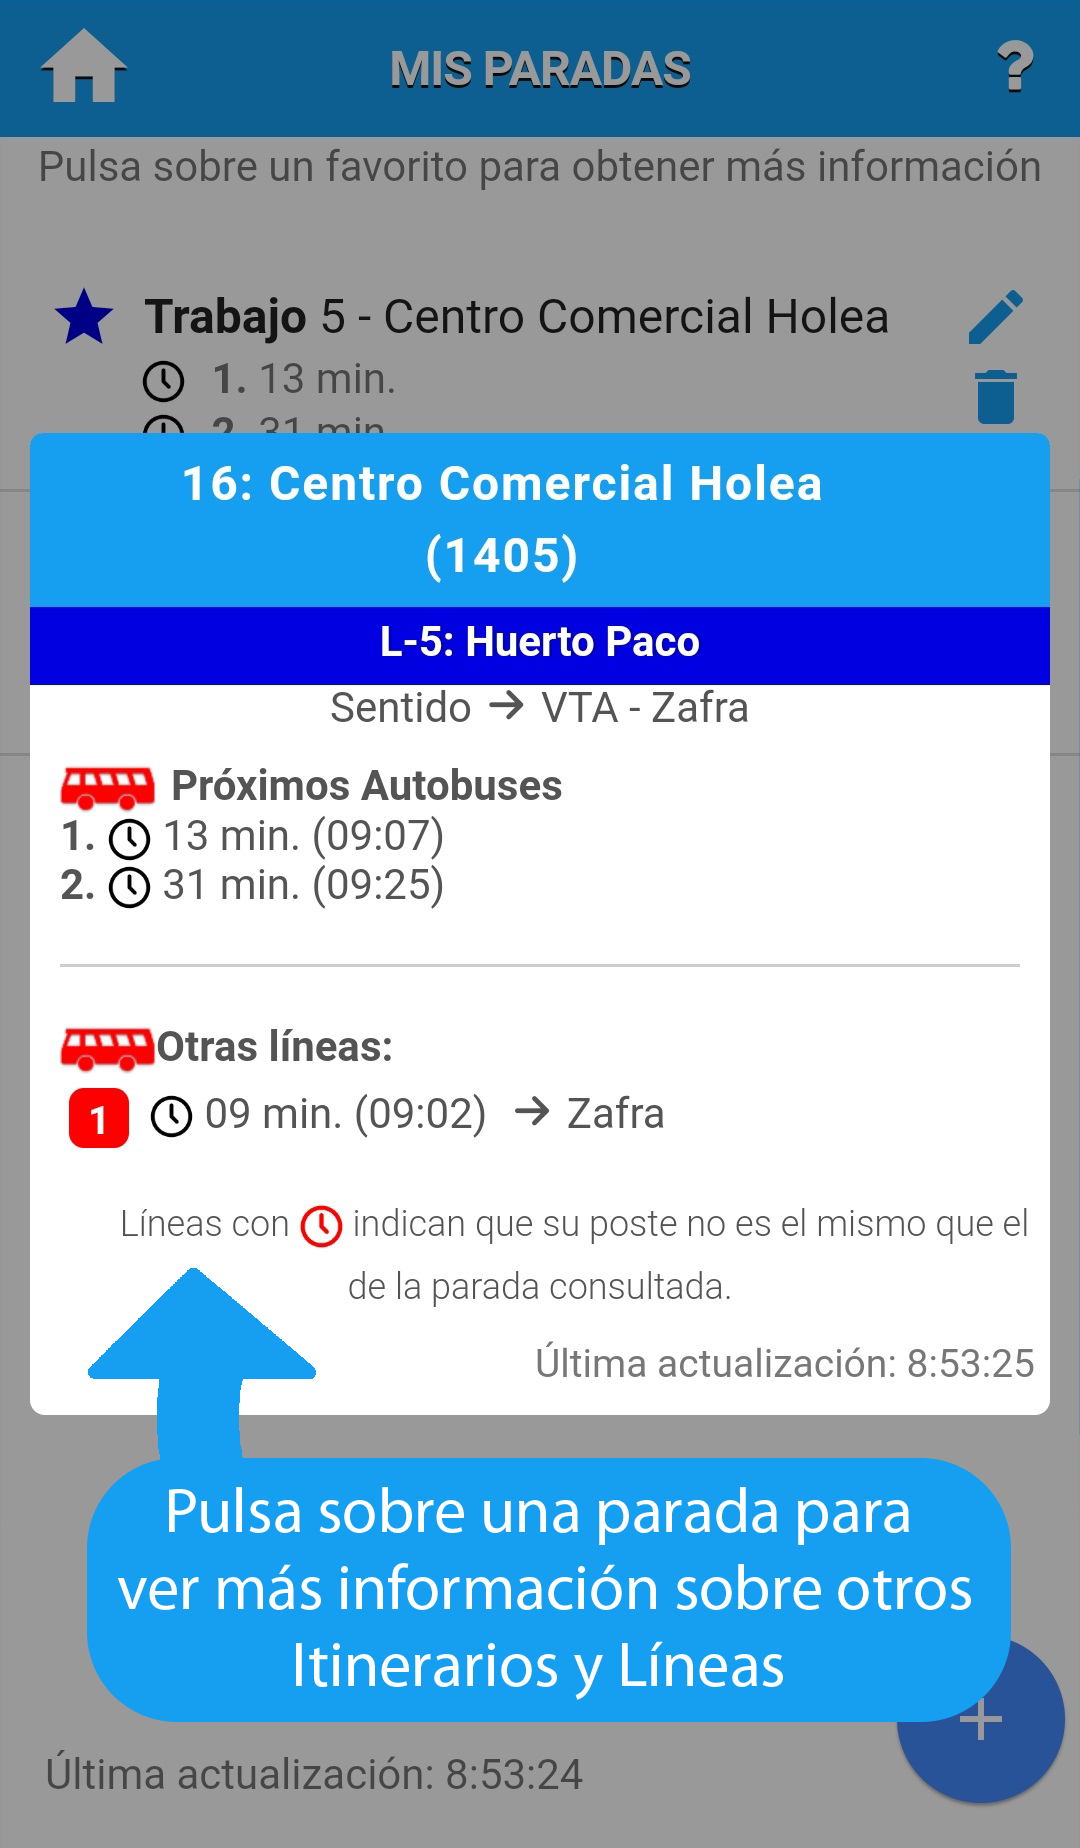 MIS PARADAS
?
Pulsa sobre un favorito para obtener más información
Trabajo 5 - Centro Comercial Holea
1. 13 min.
2. 31 min.
16: Centro Comercial Holea
(1405)
L-5: Huerto Paco
Sentido → VTA - Zafra
Próximos Autobuses
1. 13 min. (09:07)
2. 31 min. (09:25)
Otras líneas:
1 09 min. (09:02) → Zafra
Líneas con indican que su poste no es el mismo que el
de la parada consultada.
Última actualización: 8:53:25
Pulsa sobre una parada para
ver más información sobre otros
Itinerarios y Líneas
+
Última actualización: 8:53:24